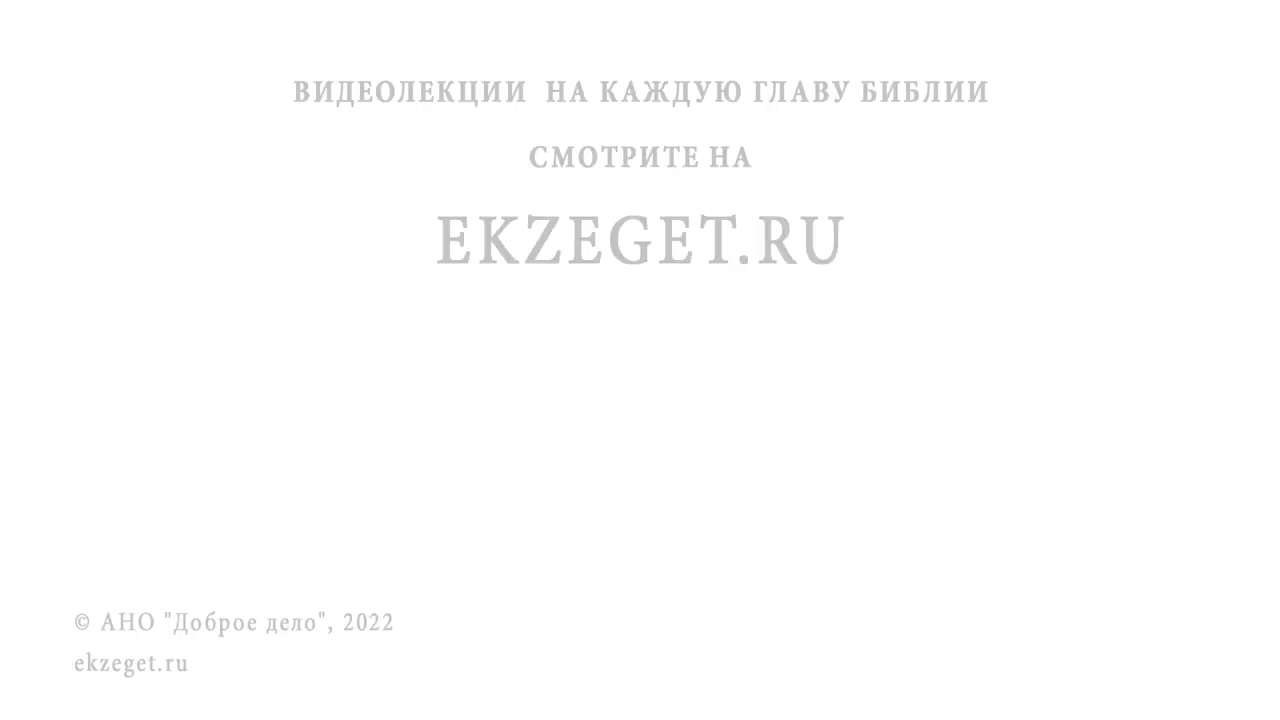 ВИДЕОЛЕКЦИИ НА КАЖДУЮ ГЛАВУ БИБЛИИ
СМОТРИТЕ НА
EKZEGET.RU
© АНО "Доброе дело", 2022
ekzeget.ru